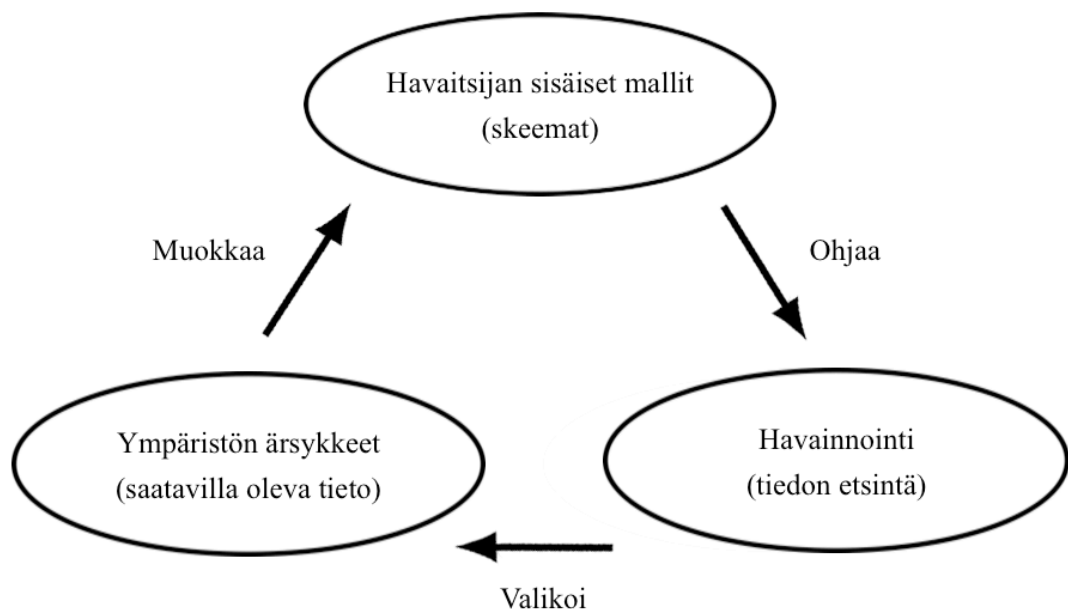 Havaitsijan sisäiset mallit
(skeemat)
Muokkaa
Ohjaa
Ympäristön ärsykkeet
(saatavilla oleva tieto)
Havainnointi
(tiedon etsintä)
Valikoi